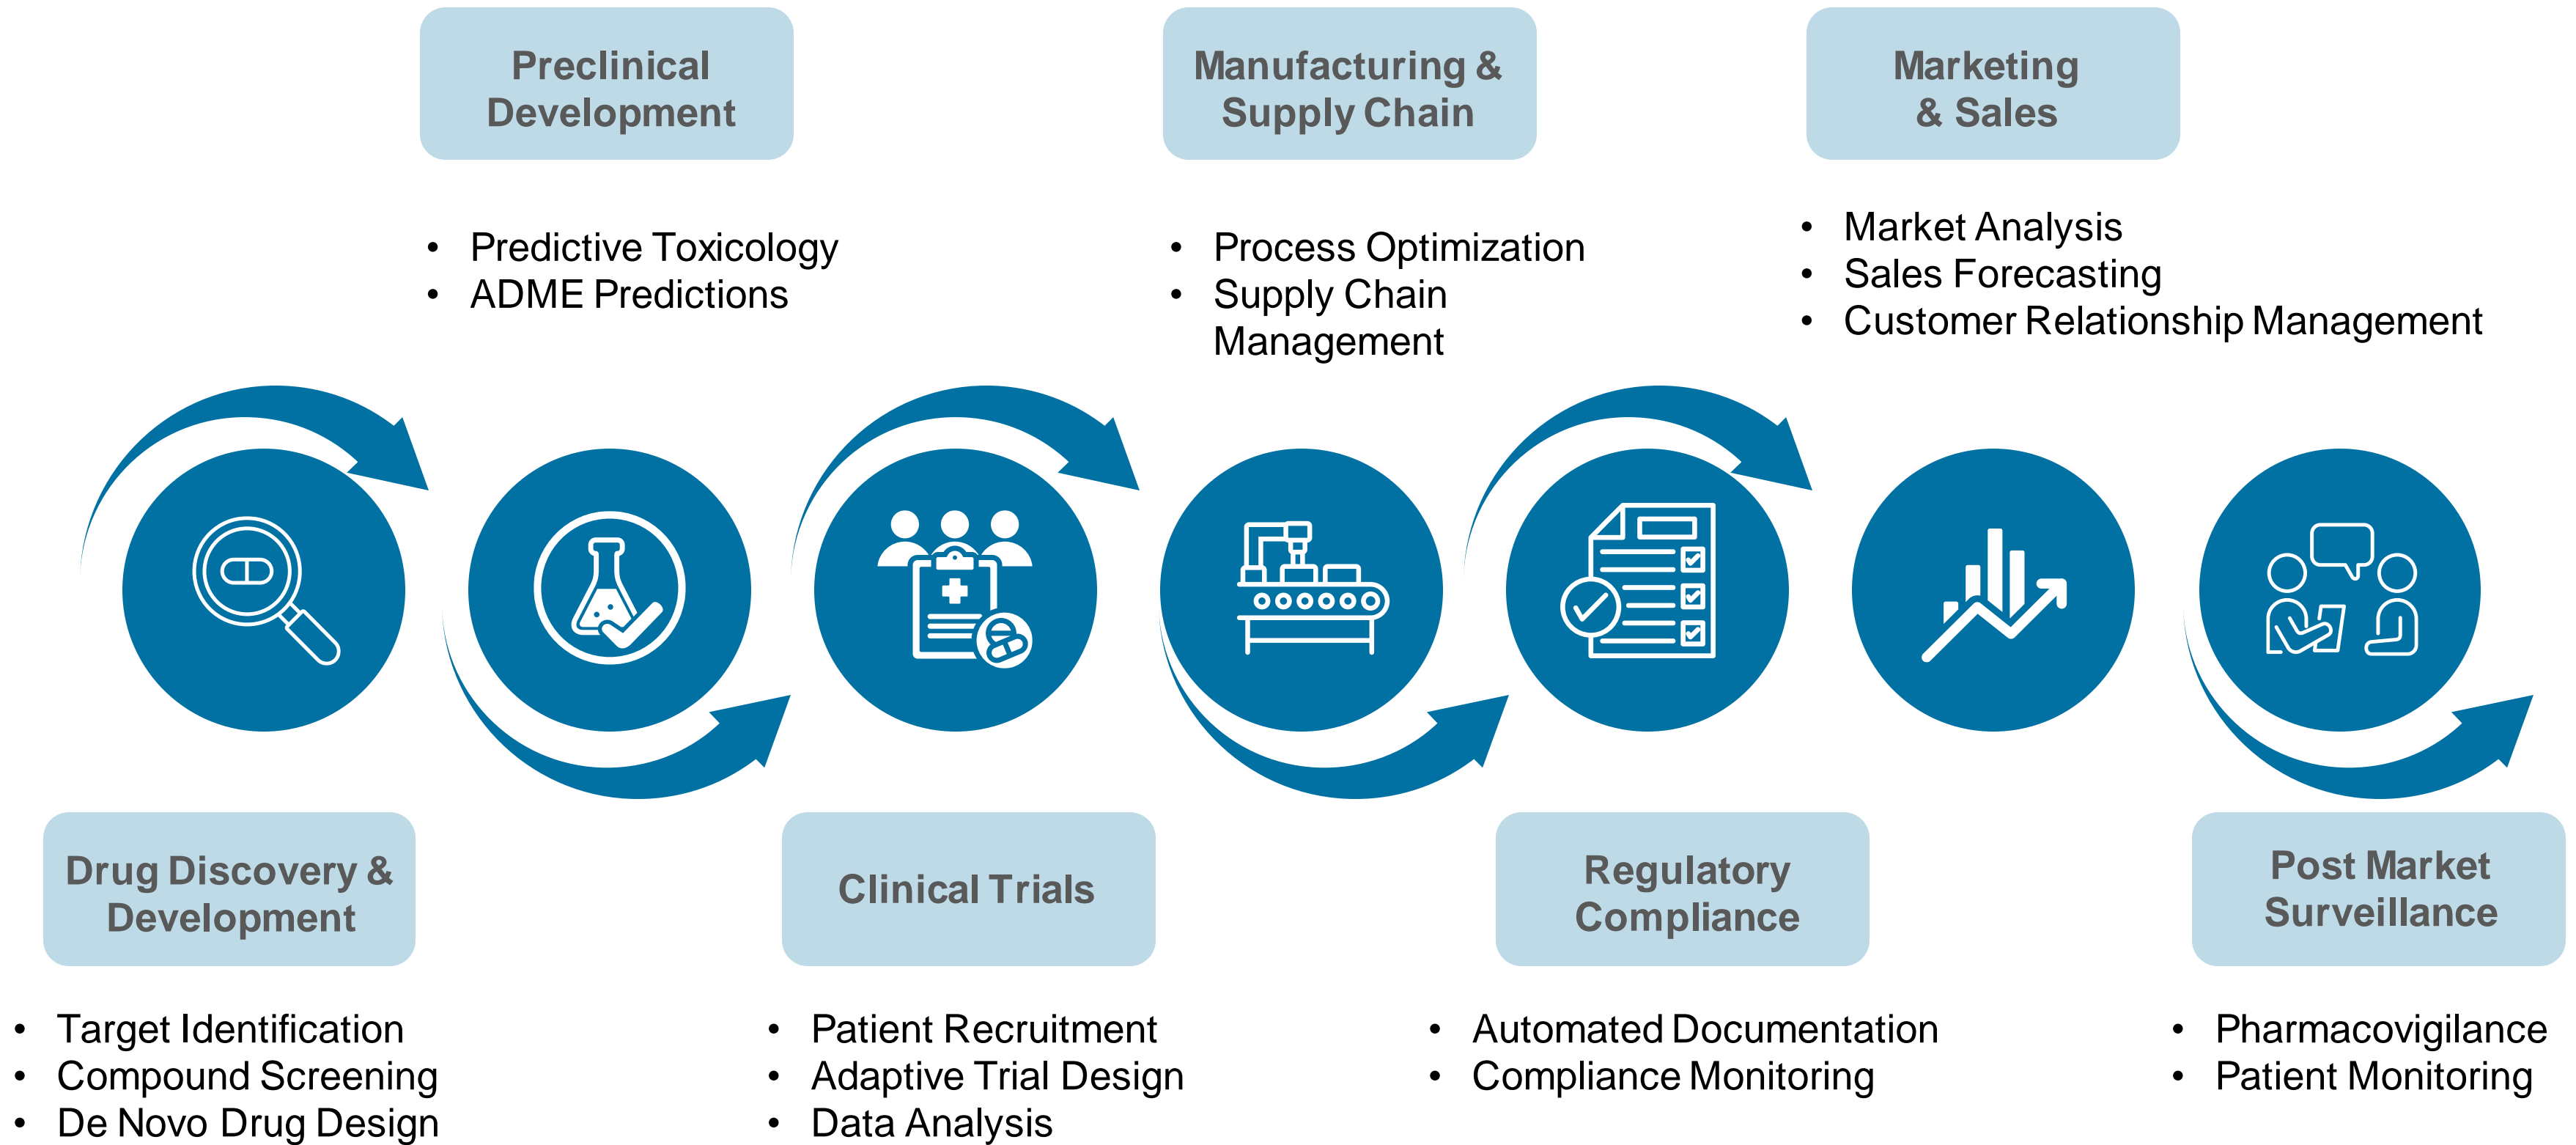 Preclinical
Development
Manufacturing &
Supply Chain
Marketing
& Sales
• Predictive Toxicology
• ADME Predictions
• Process Optimization
• Supply Chain
Management
• Market Analysis
• Sales Forecasting
• Customer Relationship Management
Drug Discovery &
Development
Clinical Trials
Regulatory
Compliance
Post Market
Surveillance
• Target Identification
• Compound Screening
• De Novo Drug Design
• Patient Recruitment
• Adaptive Trial Design
• Data Analysis
• Automated Documentation
• Compliance Monitoring
• Pharmacovigilance
• Patient Monitoring